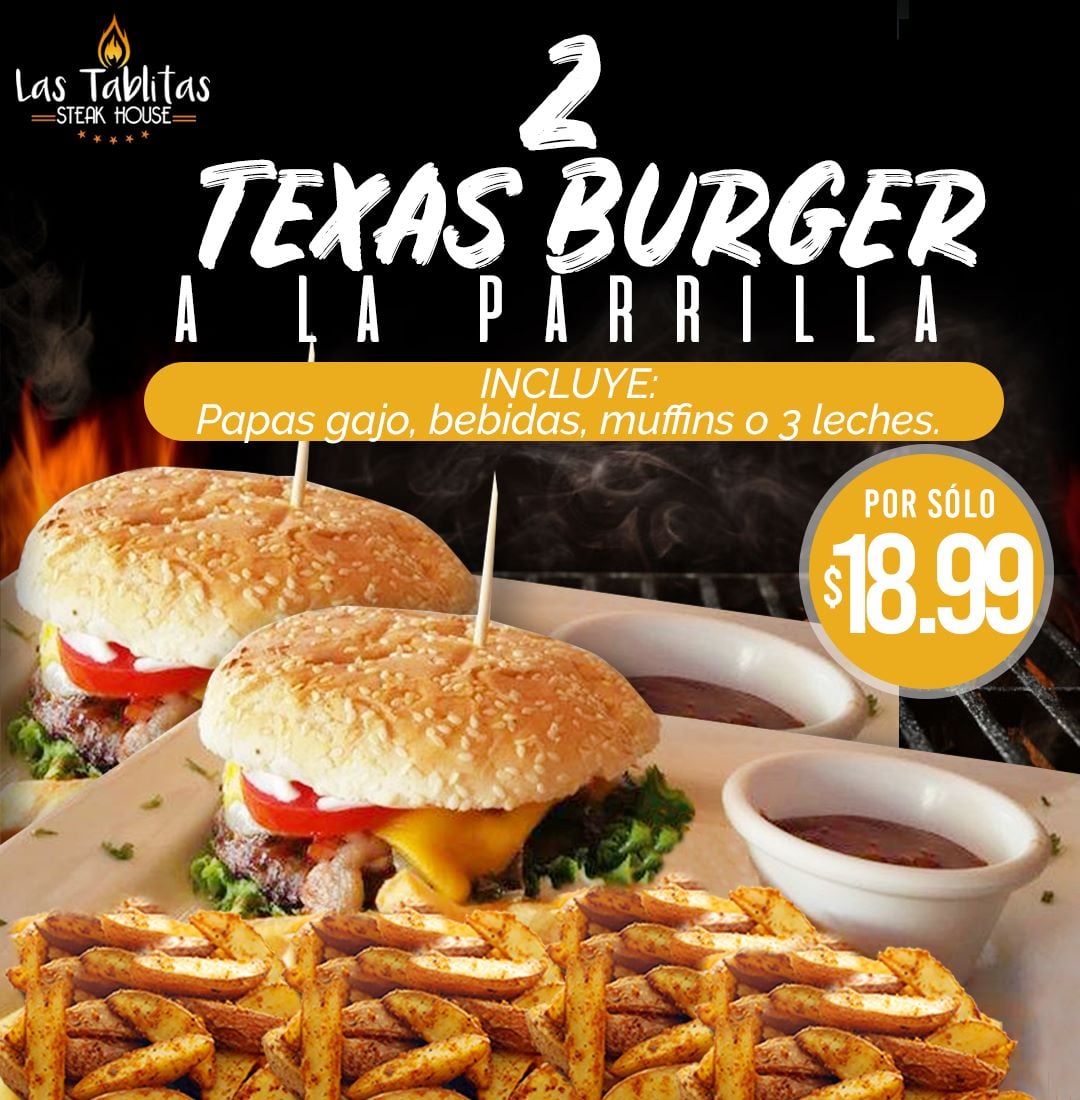 Las Tablitas
STEAK HOUSE
2
TEXAS BURGER
A LA PARRILLA
INCLUYE:
Papas gajo, bebidas, muffins o 3 leches.
POR SÓLO
$18.99